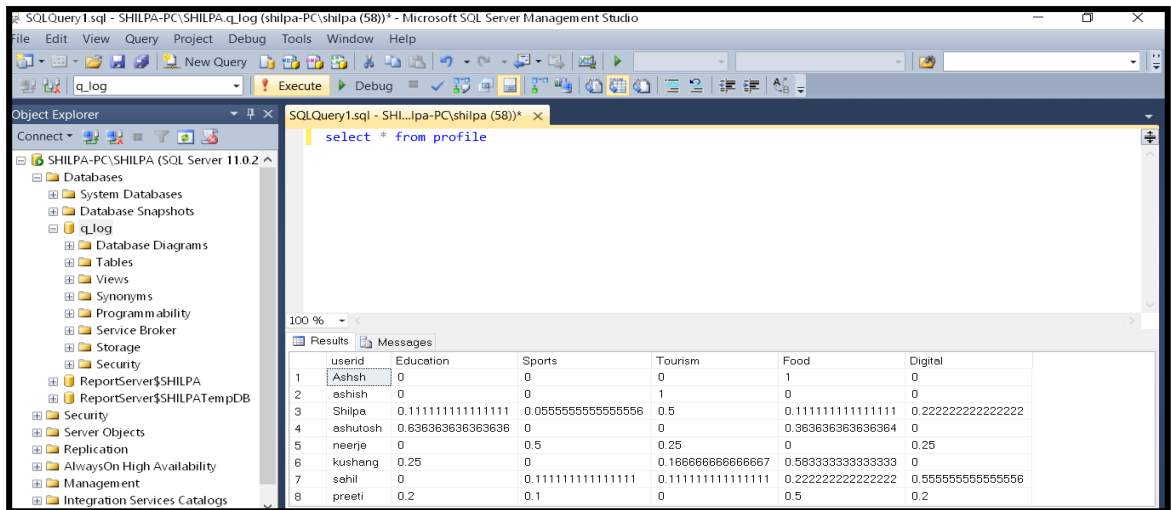 SQLQuery1.sql - SHILPA-PC\SHILPA.q_log (shilpa-PC\shilpa (58))* - Microsoft SQL Server Management Studio
File Edit View Query Project Debug Tools Window Help
New Query
q_log Execute Debug
Object Explorer
Connect
SHILPA-PC\SHILPA (SQL Server 11.0.2
Databases
System Databases
Database Snapshots
q_log
Database Diagrams
Tables
Views
Synonyms
Programmability
Service Broker
Storage
Security
ReportServer$SHILPA
ReportServer$SHILPATempDB
Security
Server Objects
Replication
AlwaysOn High Availability
Management
Integration Services Catalogs
SQLQuery1.sql - SHI...lpa-PC\shilpa (58))*
select * from profile
100 %
Results Messages
userid Education Sports Tourism Food Digital
1 Ashsh 0 0 0 1 0
2 ashish 0 0 1 0 0
3 Shilpa 0.111111111111111 0.0555555555555556 0.5 0.111111111111111 0.222222222222222
4 ashutosh 0.636363636363636 0 0 0.363636363636364 0
5 neerje 0 0.5 0.25 0 0.25
6 kushang 0.25 0 0.166666666666667 0.583333333333333 0
7 sahil 0 0.111111111111111 0.111111111111111 0.222222222222222 0.555555555555556
8 preeti 0.2 0.1 0 0.5 0.2